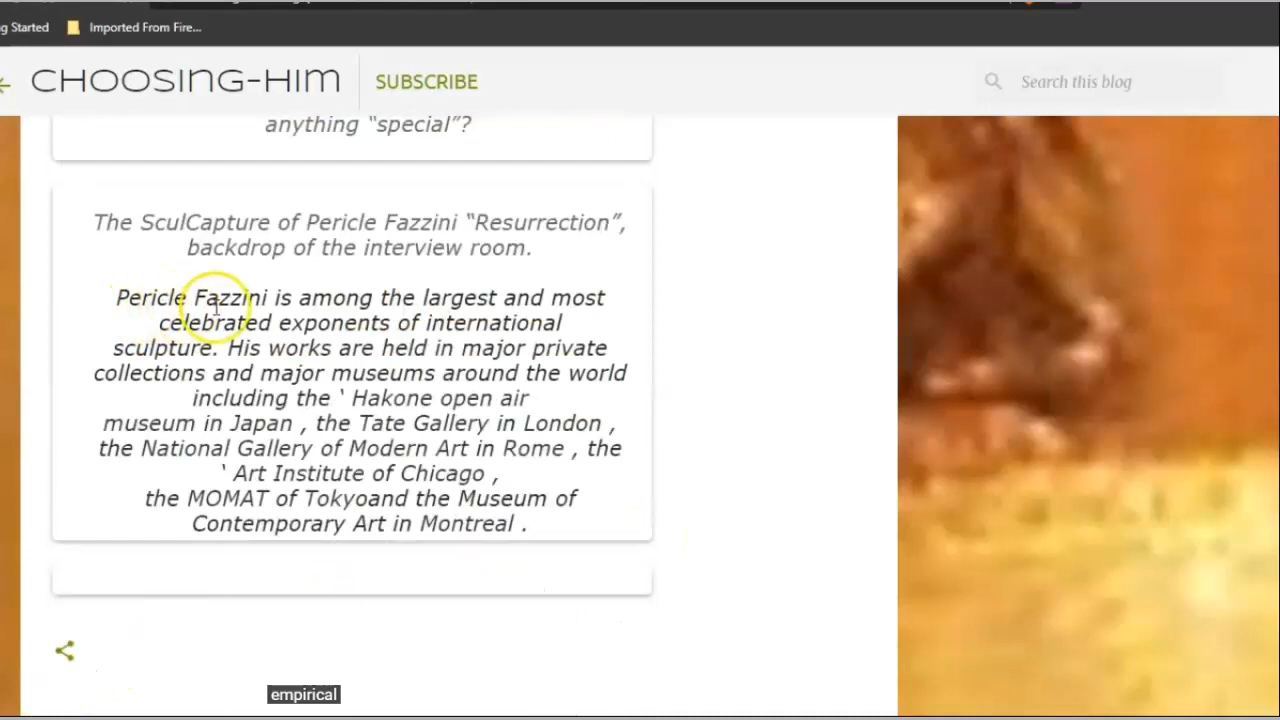 g Started
Imported From Fire...
CHOOSING-HIM
SUBSCRIBE
Search this blog
anything “special”?
The SculCapture of Pericle Fazzini “Resurrection”,
backdrop of the interview room.
Pericle Fazzini is among the largest and most
celebrated exponents of international
sculpture. His works are held in major private
collections and major museums around the world
including the ‘ Hakone open air
museum in Japan , the Tate Gallery in London ,
the National Gallery of Modern Art in Rome , the
‘ Art Institute of Chicago ,
the MOMAT of Tokyoand the Museum of
Contemporary Art in Montreal .
empirical